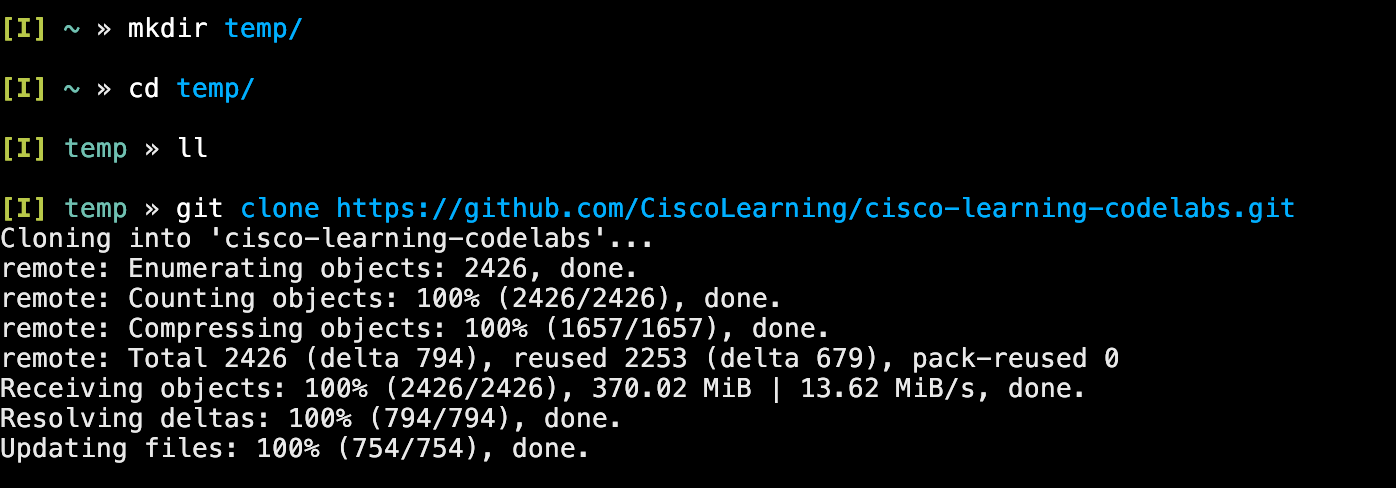 [I] ~ » mkdir temp/
[I] ~ » cd temp/
[I] temp » ll
[I] temp » git clone https://github.com/CiscoLearning/cisco-learning-codelabs.git
Cloning into 'cisco-learning-codelabs'...
remote: Enumerating objects: 2426, done.
remote: Counting objects: 100% (2426/2426), done.
remote: Compressing objects: 100% (1657/1657), done.
remote: Total 2426 (delta 794), reused 2253 (delta 679), pack-reused 0
Receiving objects: 100% (2426/2426), 370.02 MiB | 13.62 MiB/s, done.
Resolving deltas: 100% (794/794), done.
Updating files: 100% (754/754), done.